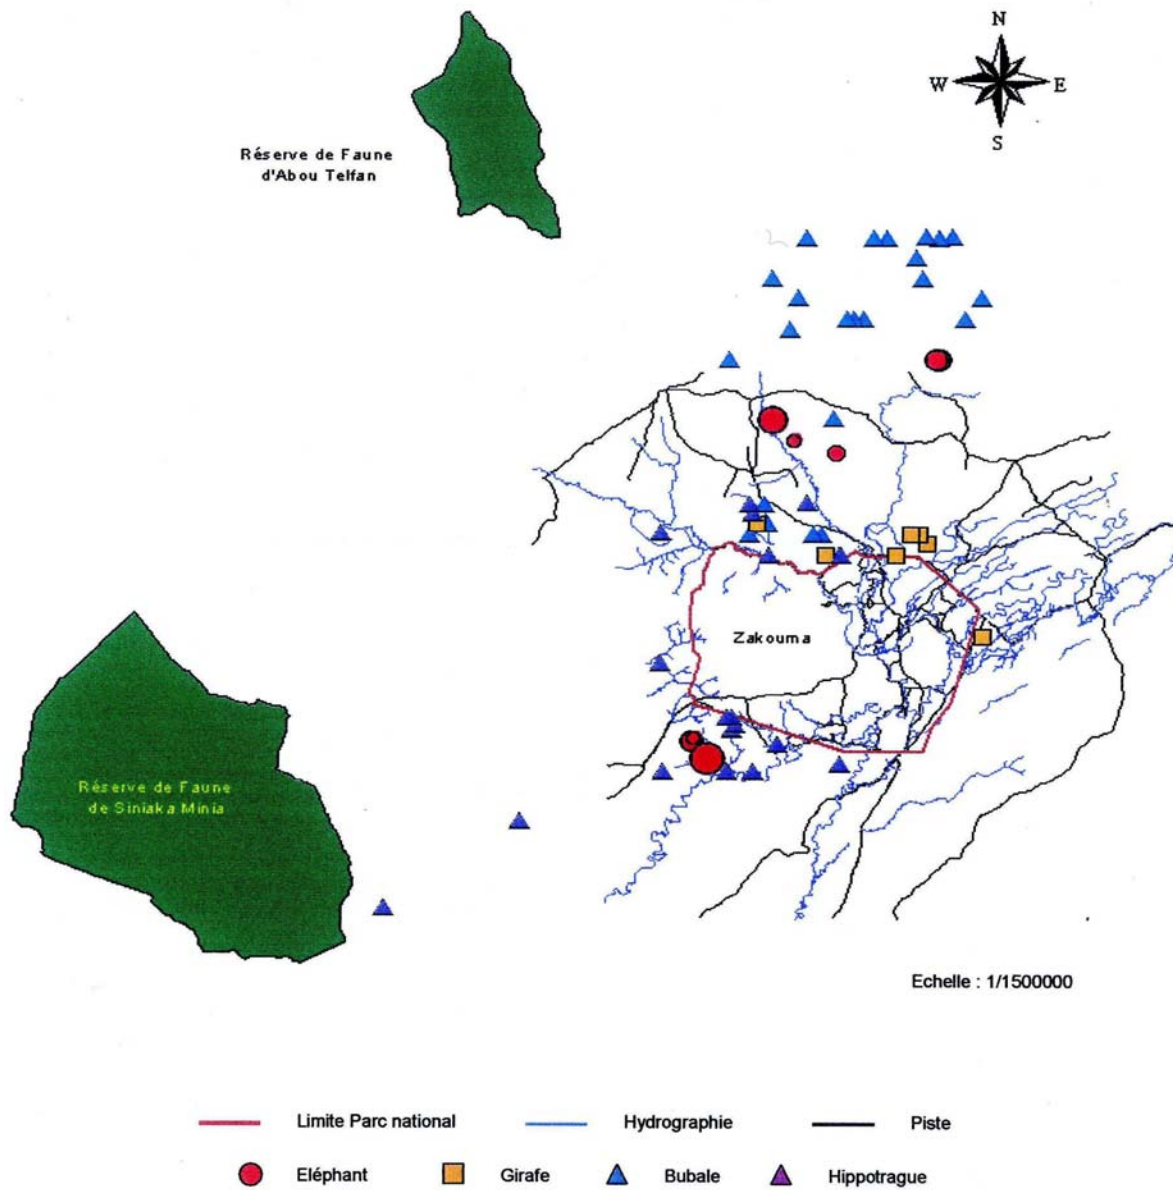 N
W E
S
Réserve de Faune
d'Abou Telfan
Zakouma
Réserve de Faune
de Siniaka Minia
Echelle : 1/1500000
Limite Parc national Hydrographie Piste
Eléphant Girafe Bubale Hippotrague